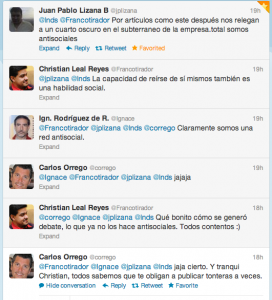 Juan Pablo Lizana B @jplizana 19h
@lnds @Francotirador Por artículos como este después nos relegan
a un cuarto oscuro en el subterraneo de la empresa.total somos
antisociales
Expand Reply Retweet Favorited
Christian Leal Reyes @Francotirador 19h
@jplizana @lnds La capacidad de reírse de sí mismos también es
una habilidad social.
Expand
Ign. Rodríguez de R. @Ignace 19h
@Francotirador @jplizana @lnds @corrego Claramente somos una
red antisocial.
Expand
Carlos Orrego @corrego 19h
@Ignace @Francotirador @jplizana @lnds jajaja
Expand
Christian Leal Reyes @Francotirador 18h
@corrego @Ignace @jplizana @lnds Qué bonito cómo se generó
debate, lo que ya no los hace antisociales. Todos contentos :)
Expand
Carlos Orrego @corrego 18h
@Francotirador @Ignace @jplizana @lnds jaja cierto. Y tranqui
Christian, todos sabemos que te obligan a publicar tonteras a veces.
Hide conversation Reply Retweet Favorite